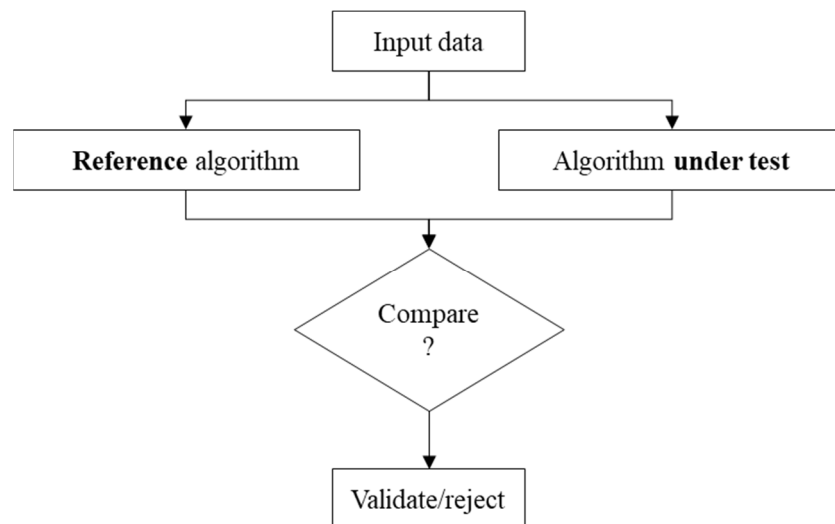 Input data
Reference algorithm
Algorithm under test
Compare
?
Validate/reject